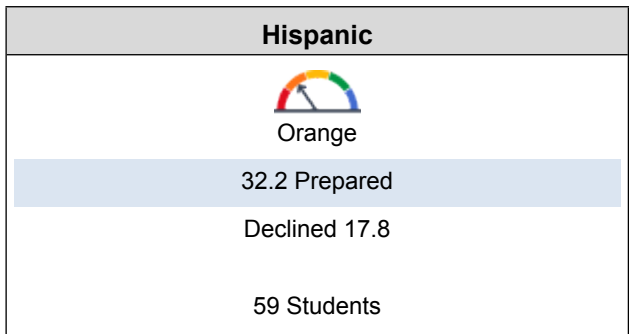 Hispanic
Orange
32.2 Prepared
Declined 17.8
59 Students